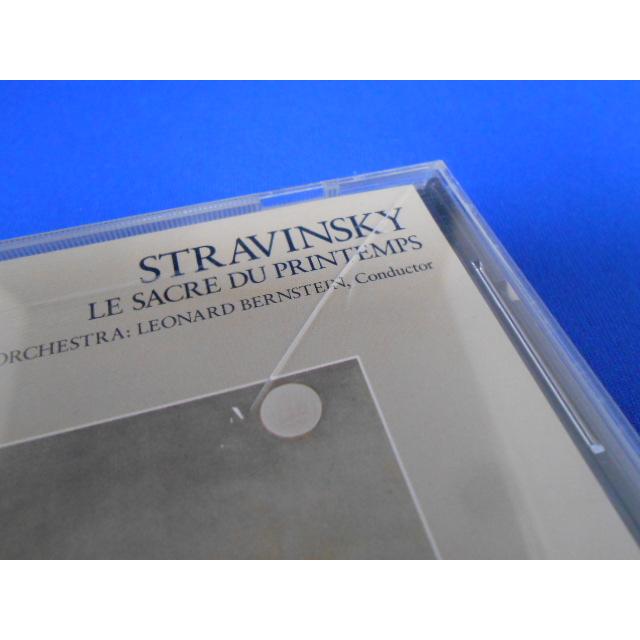 STRAVINSKY
LE SACRE DU PRINTEMPS
ORCHESTRA: LEONARD BERNSTEIN, Conductor